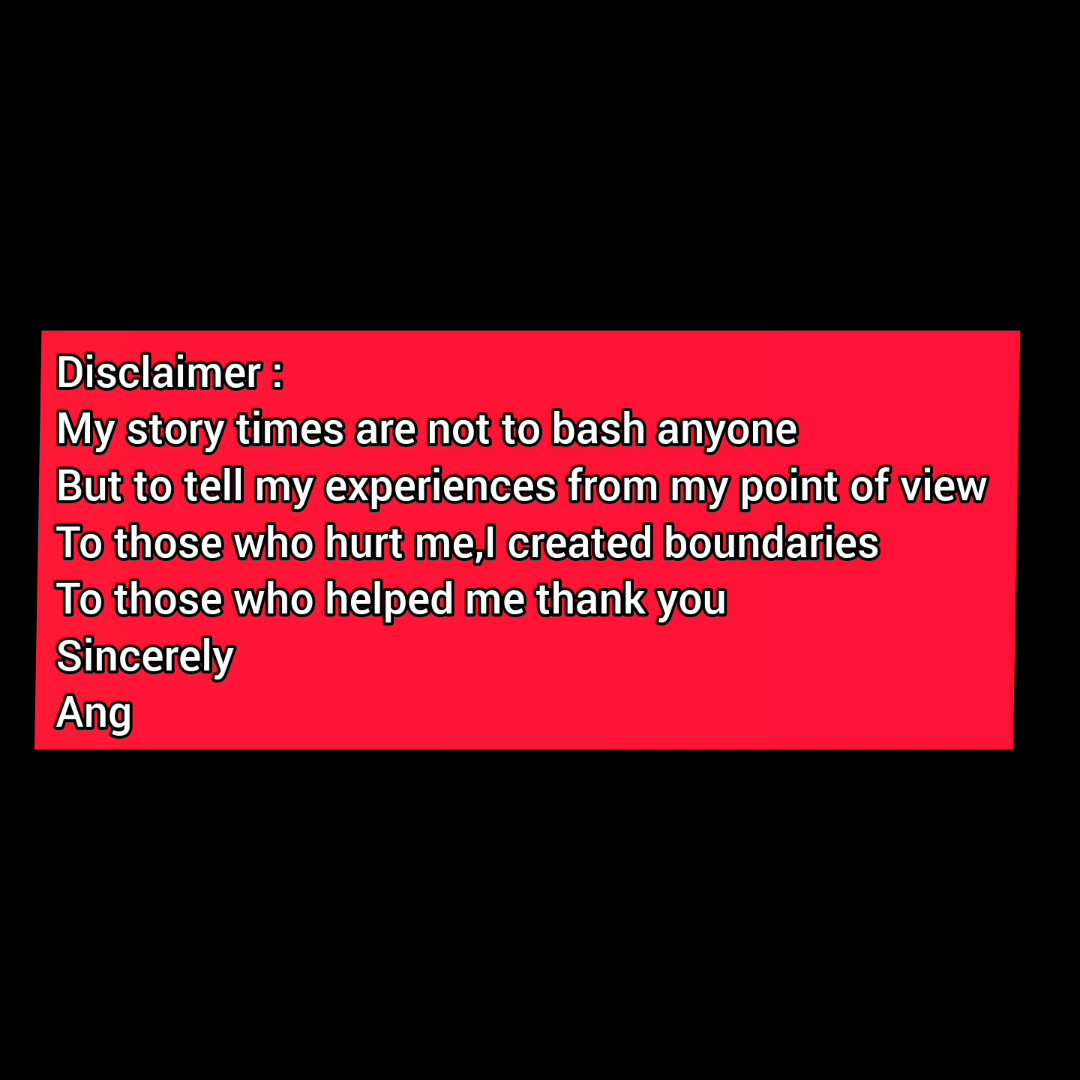 Disclaimer :
My story times are not to bash anyone
But to tell my experiences from my point of view
To those who hurt me,I created boundaries
To those who helped me thank you
Sincerely
Ang